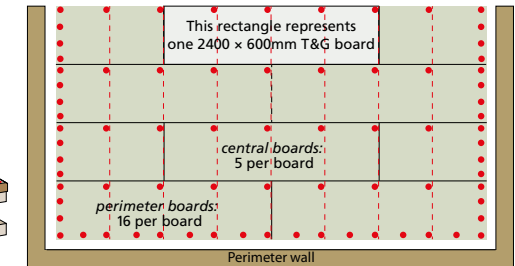 This rectangle represents
one 2400 × 600mm T&G board
central boards:
5 per board
perimeter boards:
16 per board
Perimeter wall